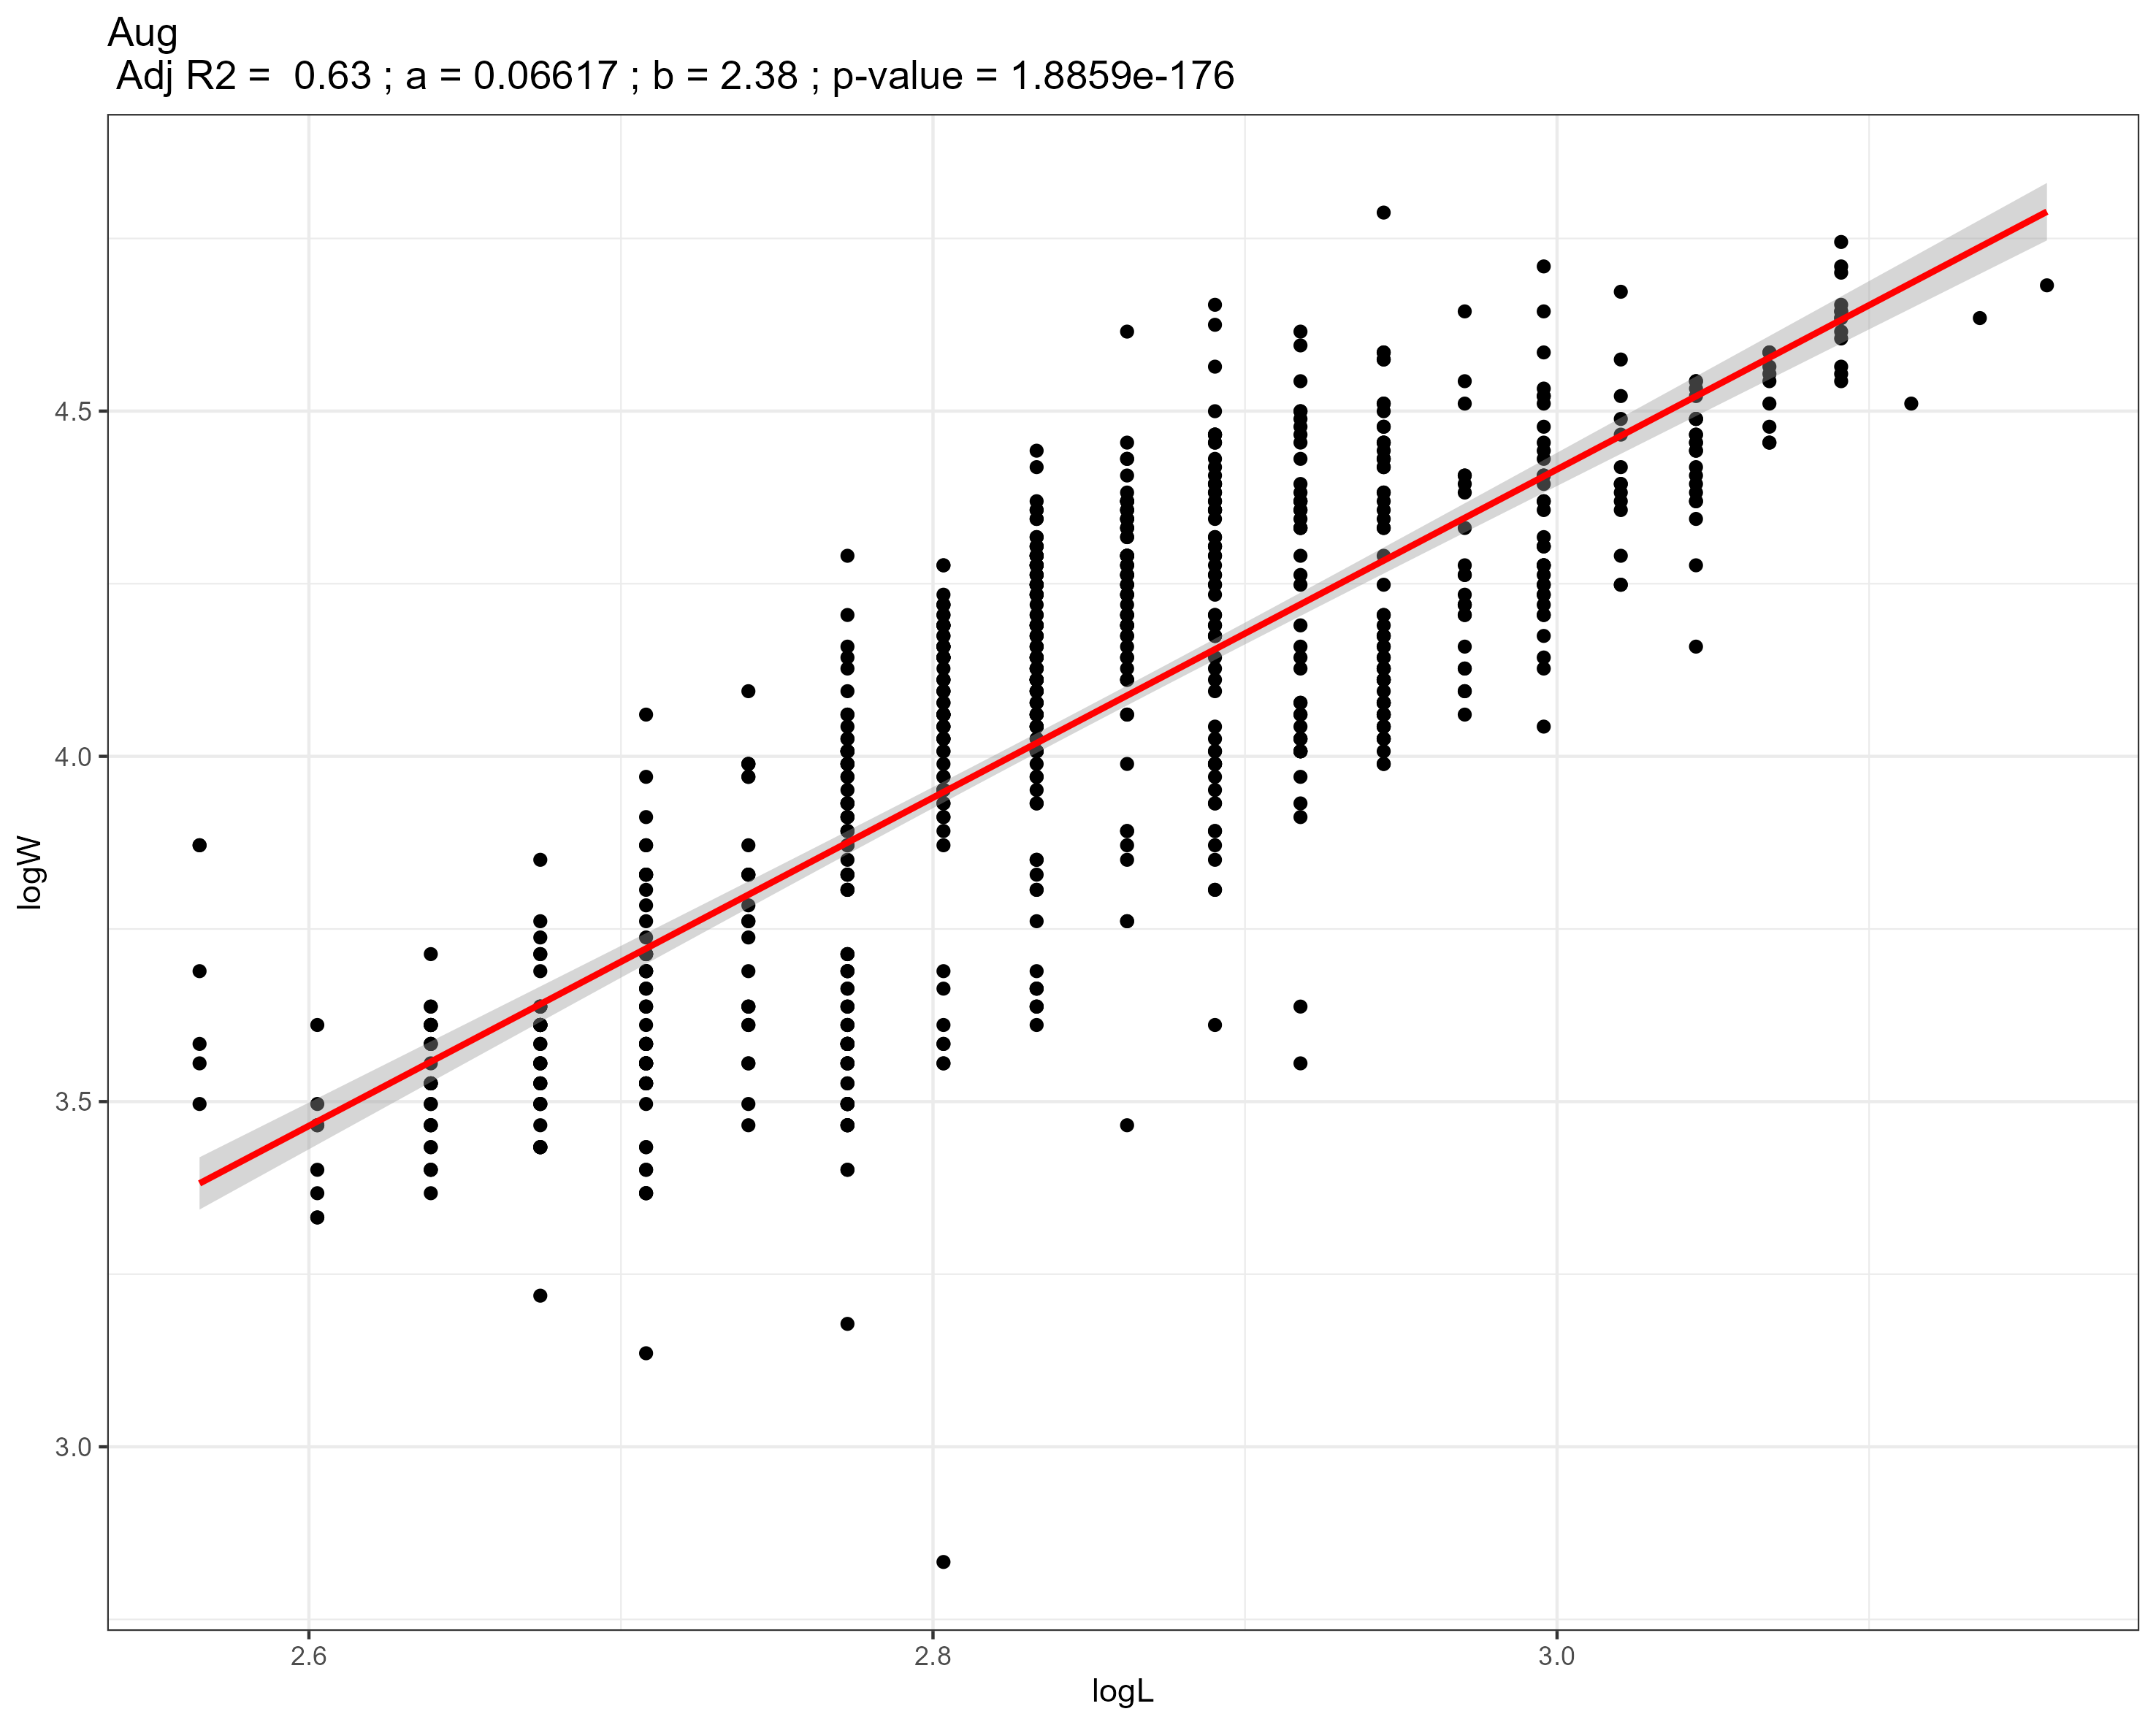 Aug
Adj R2 =  0.63 ; a = 0.06617 ; b = 2.38 ; p-value = 1.8859e-176
logW
4.5
4.0
3.5
3.0
2.6
2.8
3.0
logL